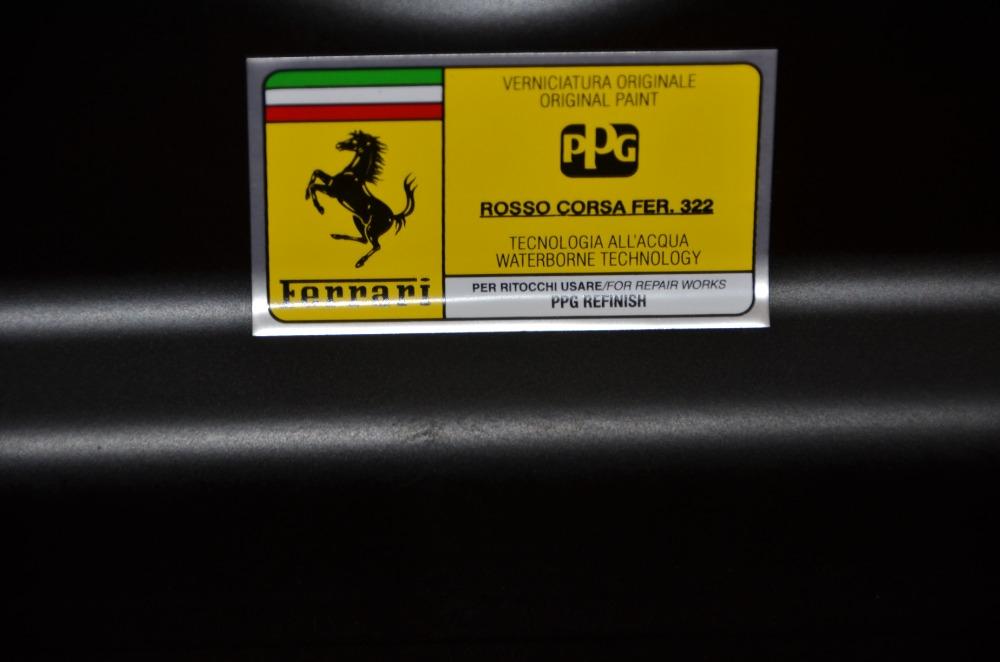 Ferrari
VERNICIATURA ORIGINALE
ORIGINAL PAINT
PPG
ROSSO CORSA FER. 322
TECNOLOGIA ALL'ACQUA
WATERBORNE TECHNOLOGY
PER RITOCCHI USARE/FOR REPAIR WORKS
PPG REFINISH